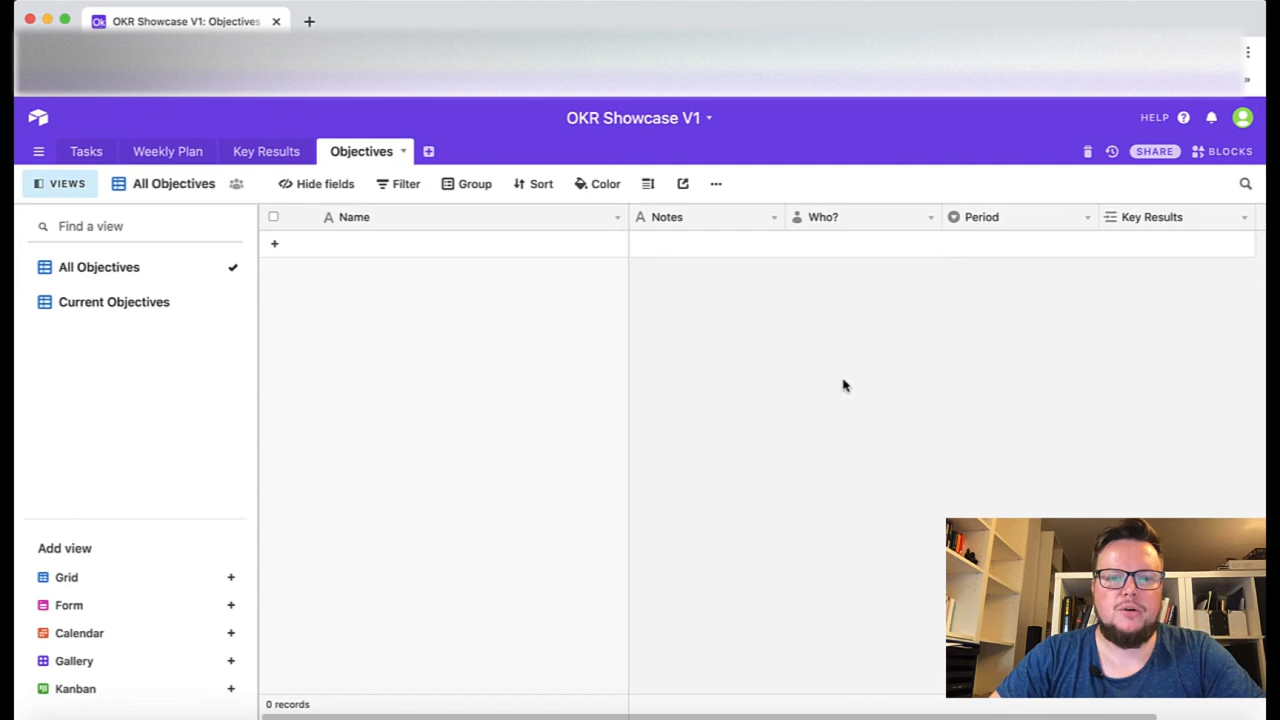 Ok OKR Showcase V1: Objectives
OKR Showcase V1
HELP
Tasks
Weekly Plan
Key Results
Objectives
SHARE
BLOCKS
VIEWS
All Objectives
Hide fields
Filter
Group
Sort
Color
Find a view
Name
Notes
Who?
Period
Key Results
All Objectives
Current Objectives
Add view
Grid
Form
Calendar
Gallery
Kanban
0 records